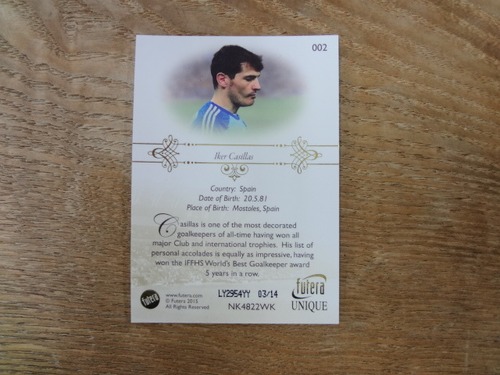 002
Iker Casillas
Country: Spain
Date of Birth: 20.5.81
Place of Birth: Mostoles, Spain
Casillas is one of the most decorated
goalkeepers of all-time having won all
major Club and international trophies. His list of
personal accolades is equally as impressive, having
won the IFFHS World's Best Goalkeeper award
5 years in a row.
futera
www.futera.com
© Futera 2015
All Rights Reserved
LY2954YY 03/14
NK4822WK
futera
UNIQUE